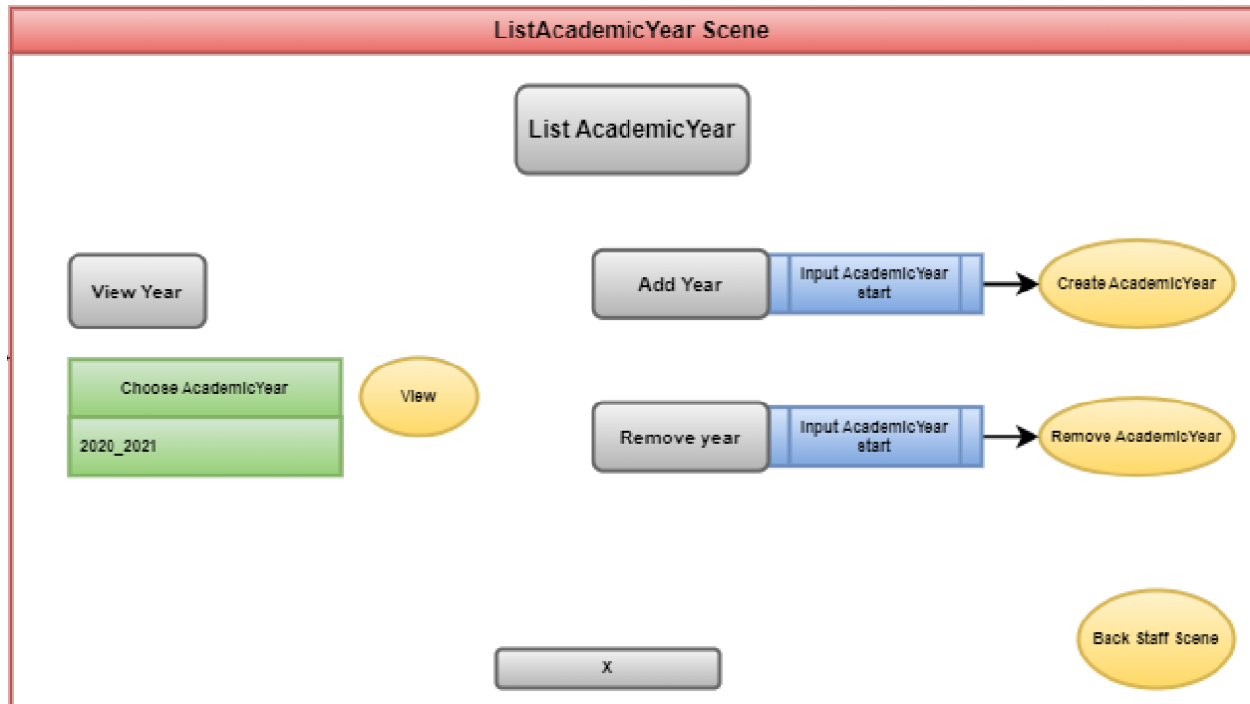 ListAcademicYear Scene
List AcademicYear
View Year
Choose AcademicYear
2020_2021
View
Add Year
Input AcademicYear
start
Create AcademicYear
Remove year
Input AcademicYear
start
Remove AcademicYear
Back Staff Scene
X